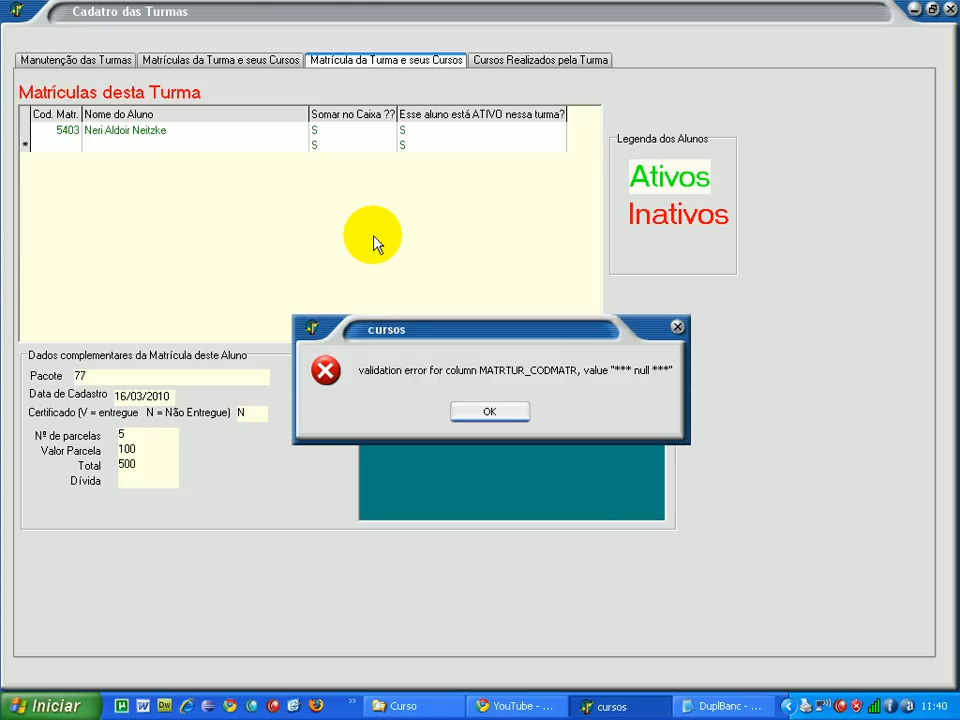 Cadatro das Turmas
Manutenção das Turmas
Matrículas da Turma e seus Cursos
Matrícula da Turma e seus Cursos
Cursos Realizados pela Turma
Matrículas desta Turma
Cod. Matr. Nome do Aluno Somar no Caixa ?? Esse aluno está ATIVO nessa turma?
5403 Neri Aldoir Neitzke S S
* S S
Legenda dos Alunos
Ativos
Inativos
cursos
validation error for column MATRTUR_CODMATR, value "*** null ***"
OK
Dados complementares da Matrícula deste Aluno
Pacote 77
Data de Cadastro 16/03/2010
Certificado (V = entregue N = Não Entregue) N
Nº de parcelas 5
Valor Parcela 100
Total 500
Dívida
Iniciar
Curso
YouTube - ...
cursos
DuplBanc - ...
11:40